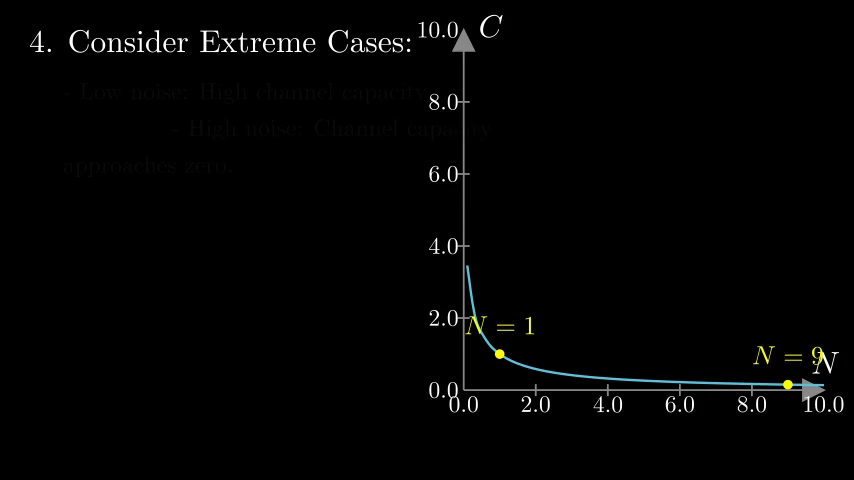 4. Consider Extreme Cases:
- Low noise: High channel capacity
- High noise: Channel capacity
approaches zero.
C
10.0
8.0
6.0
4.0
2.0
0.0
N = 1
N = 9
N
0.0 2.0 4.0 6.0 8.0 10.0